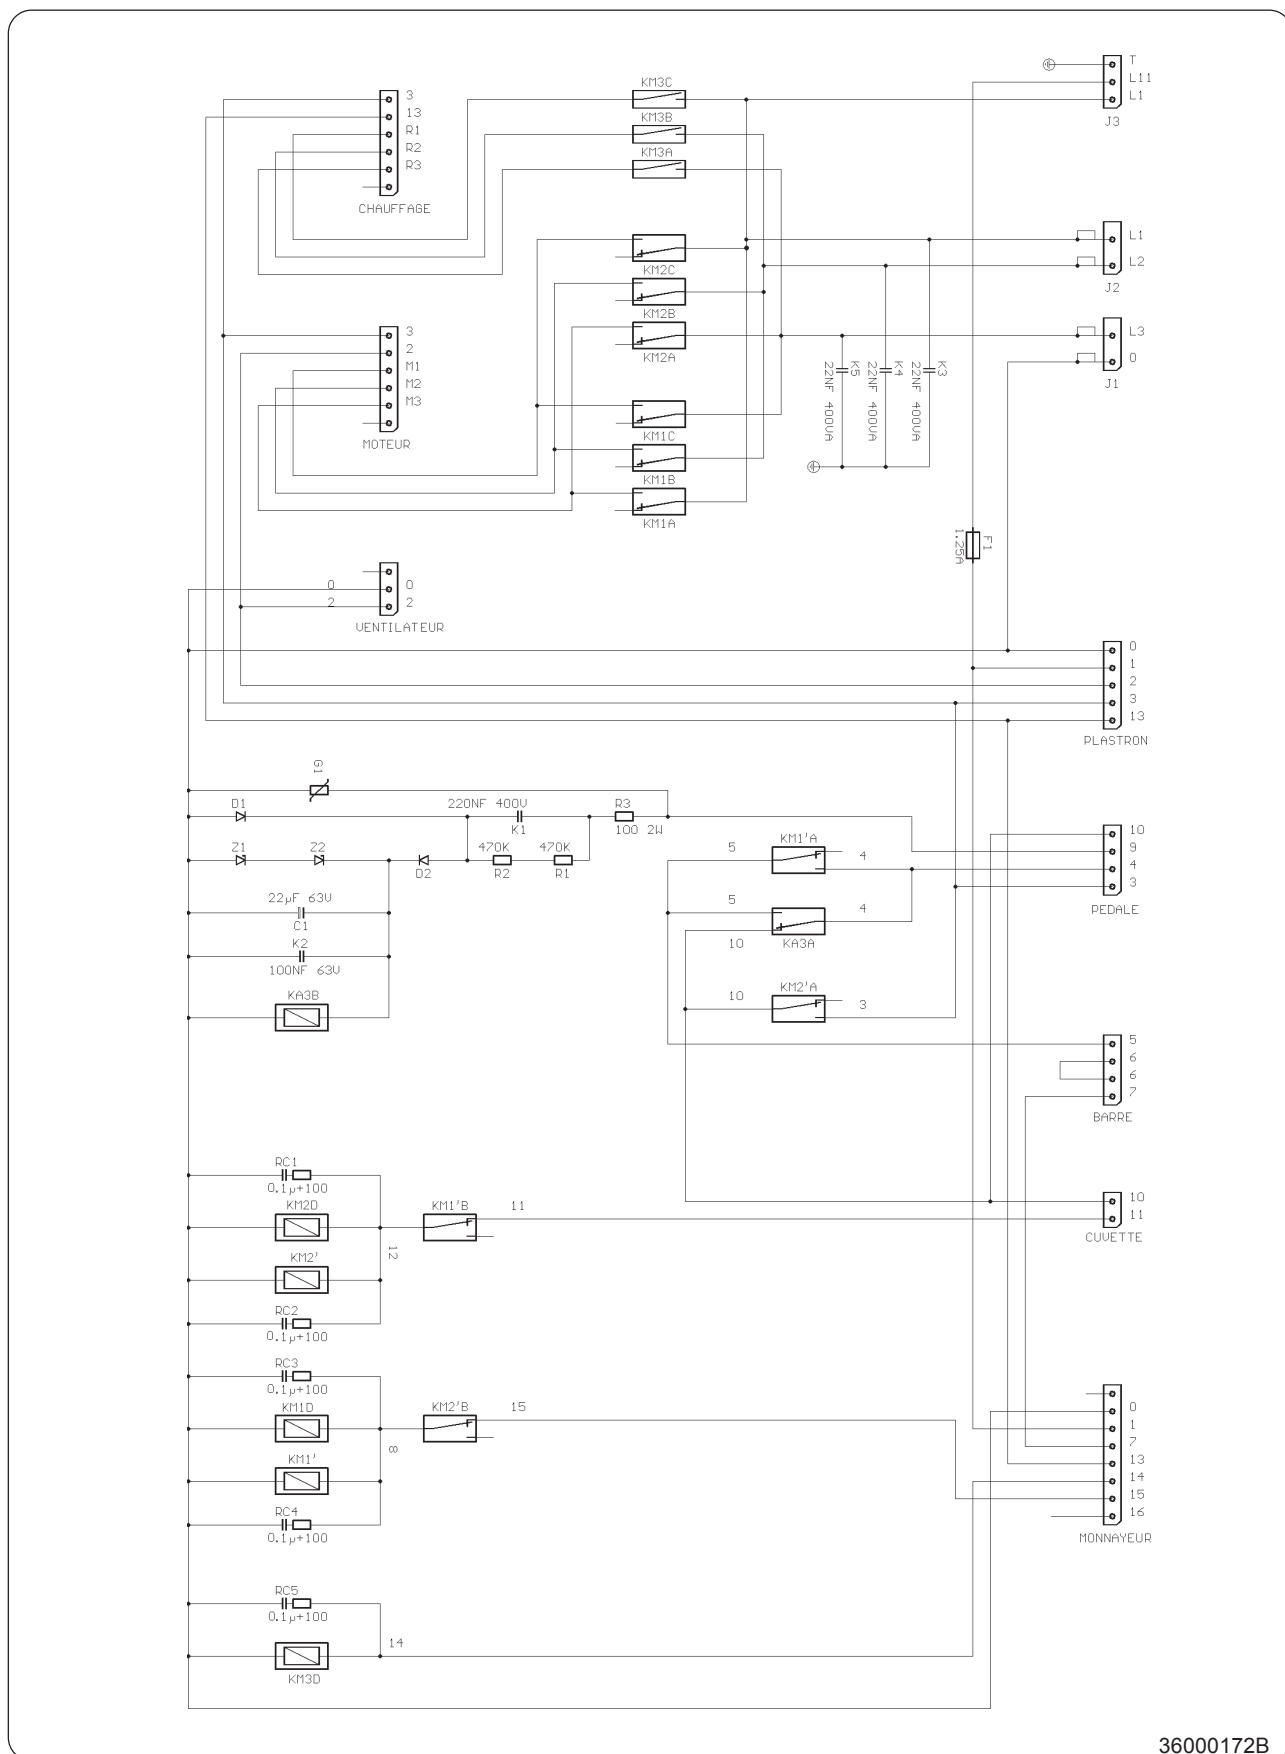 T
KM3C
L11
3
L1
13
KM3B
J3
R1
R2
KM3A
R3
CHAUFFAGE
L1
L2
KM2C
J2
KM2B
3
L3
2
KM2A
0
M1
K5
22NF 400VA
K4
22NF 400VA
K3
22NF 400VA
J1
M2
M3
MOTEUR
KM1C
KM1B
KM1A
F1
1.25A
0
0
2
2
VENTILATEUR
0
1
2
3
13
PLASTRON
G1
D1
220NF 400V
K1
R3
100 2W
10
KM1'A
Z1
Z2
D2
470K
R2
470K
R1
5
4
9
4
3
22µF 63V
C1
5
4
PEDALE
K2
100NF 63V
10
KA3A
KA3B
10
KM2'A
3
5
6
6
7
BARRE
RC1
0.1µ+100
KM2D
KM1'B
11
10
11
CUVETTE
12
KM2'
RC2
0.1µ+100
RC3
0.1µ+100
KM1D
KM2'B
15
0
1
8
7
KM1'
13
14
15
RC4
0.1µ+100
16
MONNAYEUR
RC5
0.1µ+100
14
KM3D
36000172B